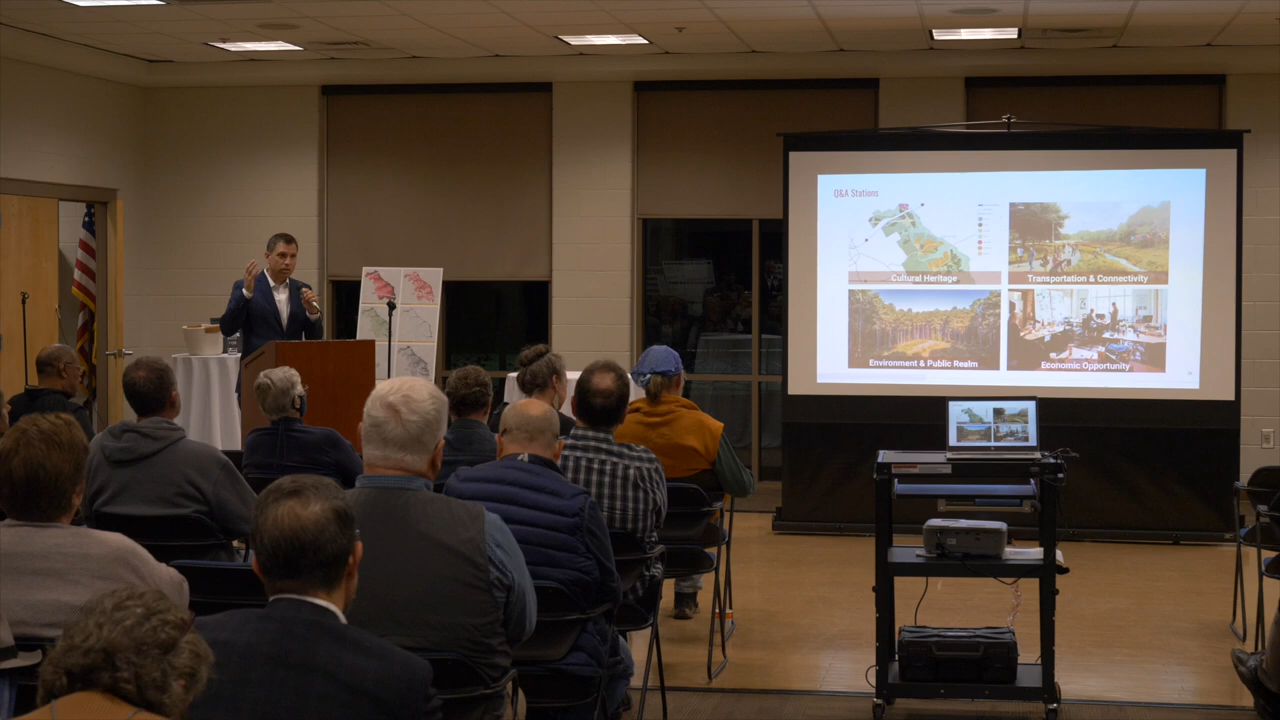 Q&A Stations
Cultural Heritage
Transportation & Connectivity
Environment & Public Realm
Economic Opportunity